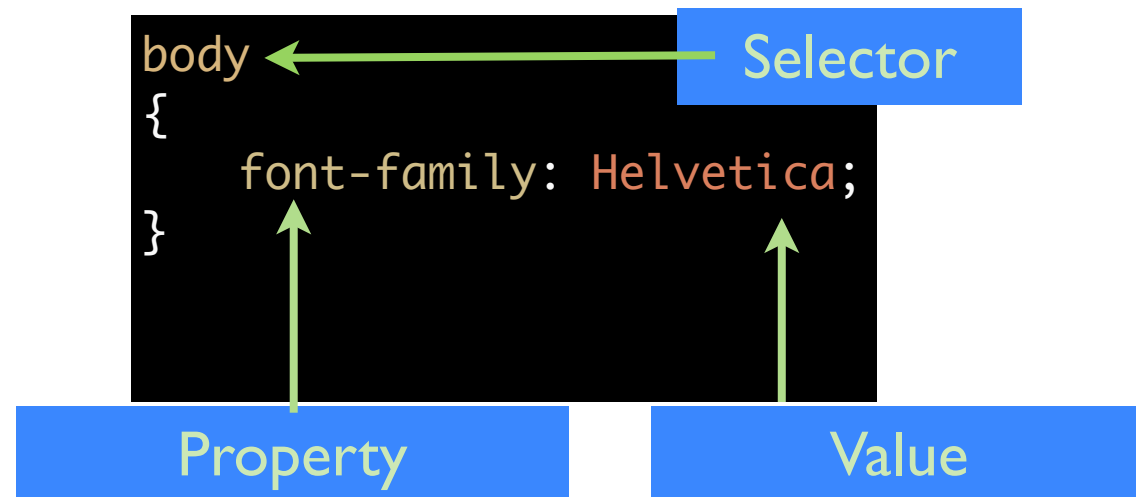 body
Selector
{
font-family: Helvetica;
}
Property
Value